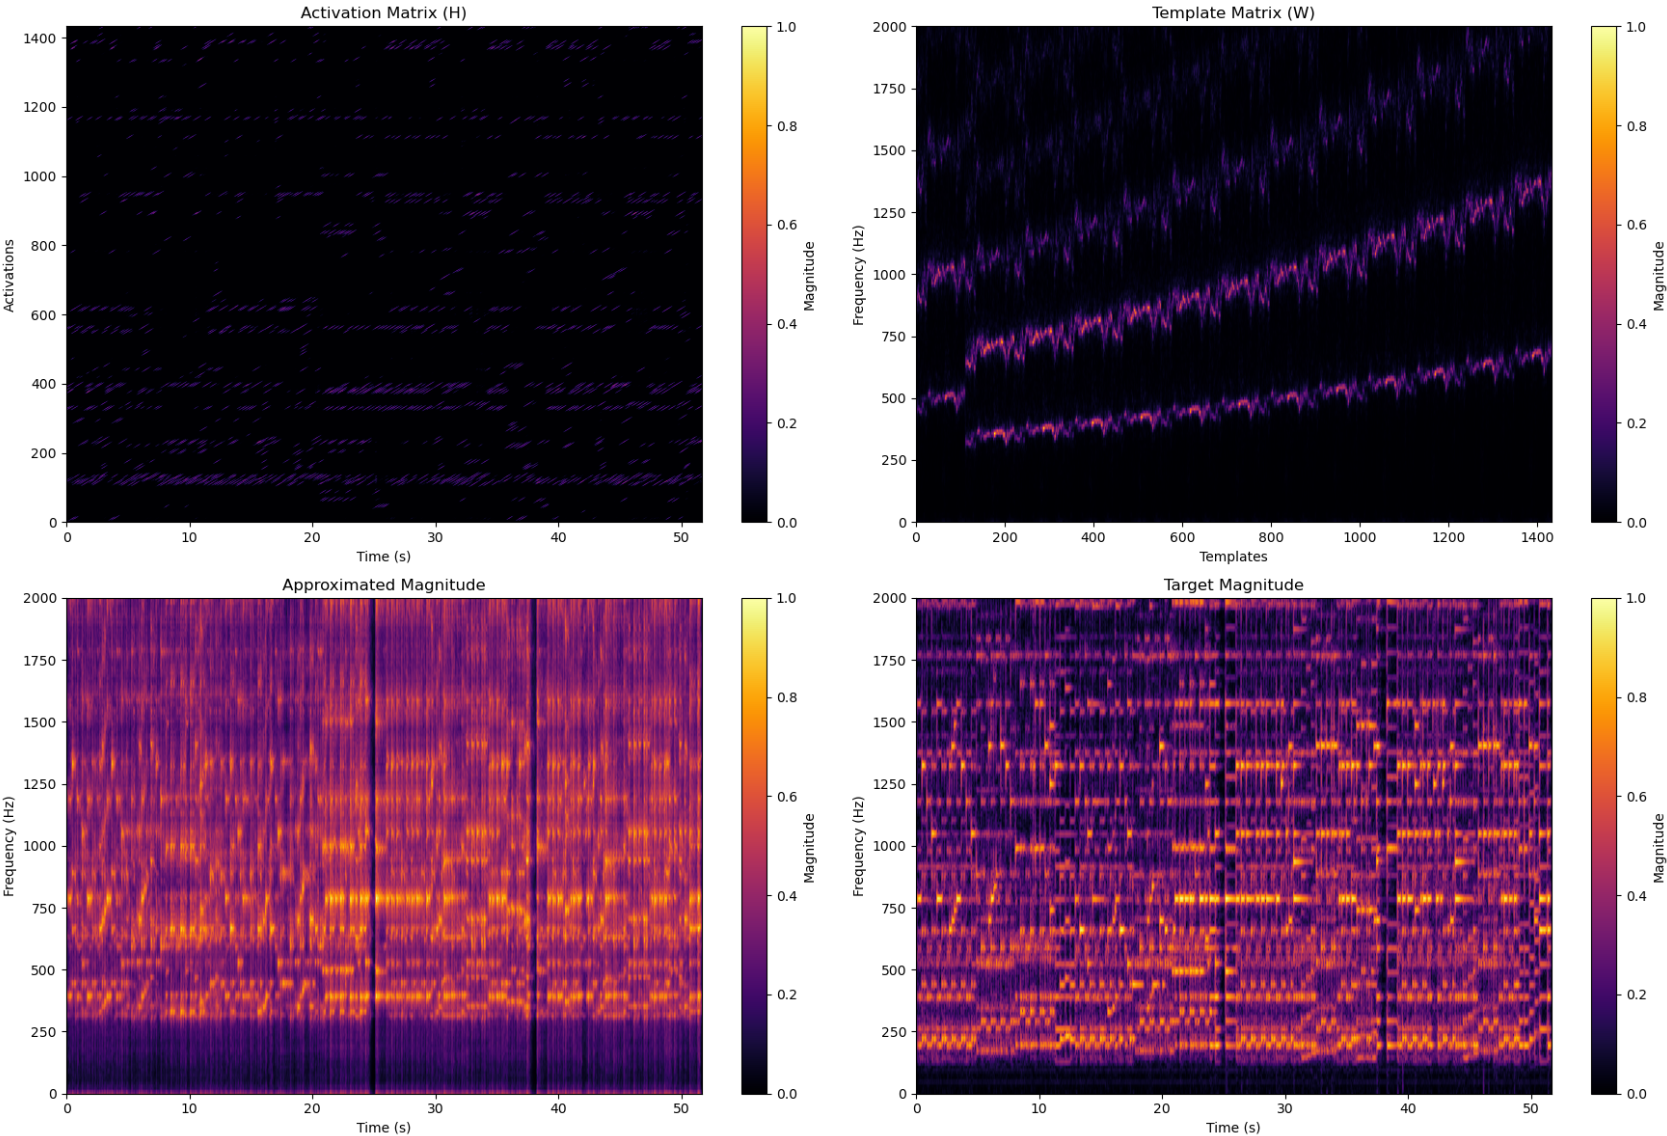 Activation Matrix (H)
1400
1200
1000
800
600
400
200
0
Activations
0 10 20 30 40 50
Time (s)
1.0
0.8
0.6
0.4
0.2
0.0
Magnitude
Template Matrix (W)
2000
1750
1500
1250
1000
750
500
250
0
Frequency (Hz)
0 200 400 600 800 1000 1200 1400
Templates
1.0
0.8
0.6
0.4
0.2
0.0
Magnitude
Approximated Magnitude
2000
1750
1500
1250
1000
750
500
250
0
Frequency (Hz)
0 10 20 30 40 50
Time (s)
1.0
0.8
0.6
0.4
0.2
0.0
Magnitude
Target Magnitude
2000
1750
1500
1250
1000
750
500
250
0
Frequency (Hz)
0 10 20 30 40 50
Time (s)
1.0
0.8
0.6
0.4
0.2
0.0
Magnitude